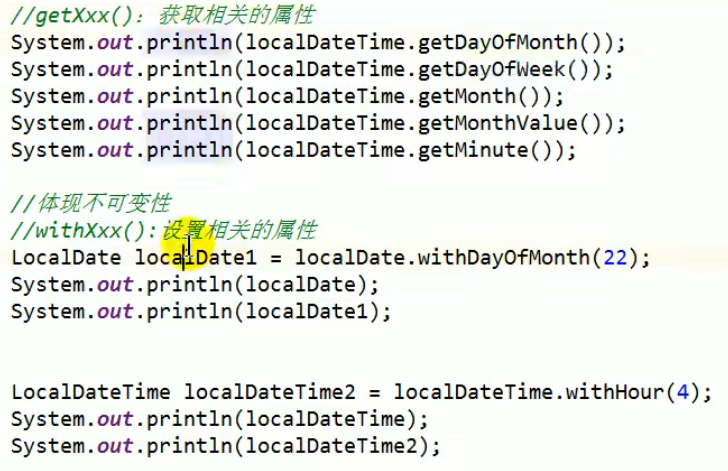 //getXxx()：获取相关的属性
System.out.println(localDateTime.getDayOfMonth());
System.out.println(localDateTime.getDayOfWeek());
System.out.println(localDateTime.getMonth());
System.out.println(localDateTime.getMonthValue());
System.out.println(localDateTime.getMinute());
//体现不可变性
//withXxx():设置相关的属性
LocalDate localDate1 = localDate.withDayOfMonth(22);
System.out.println(localDate);
System.out.println(localDate1);
LocalDateTime localDateTime2 = localDateTime.withHour(4);
System.out.println(localDateTime);
System.out.println(localDateTime2);